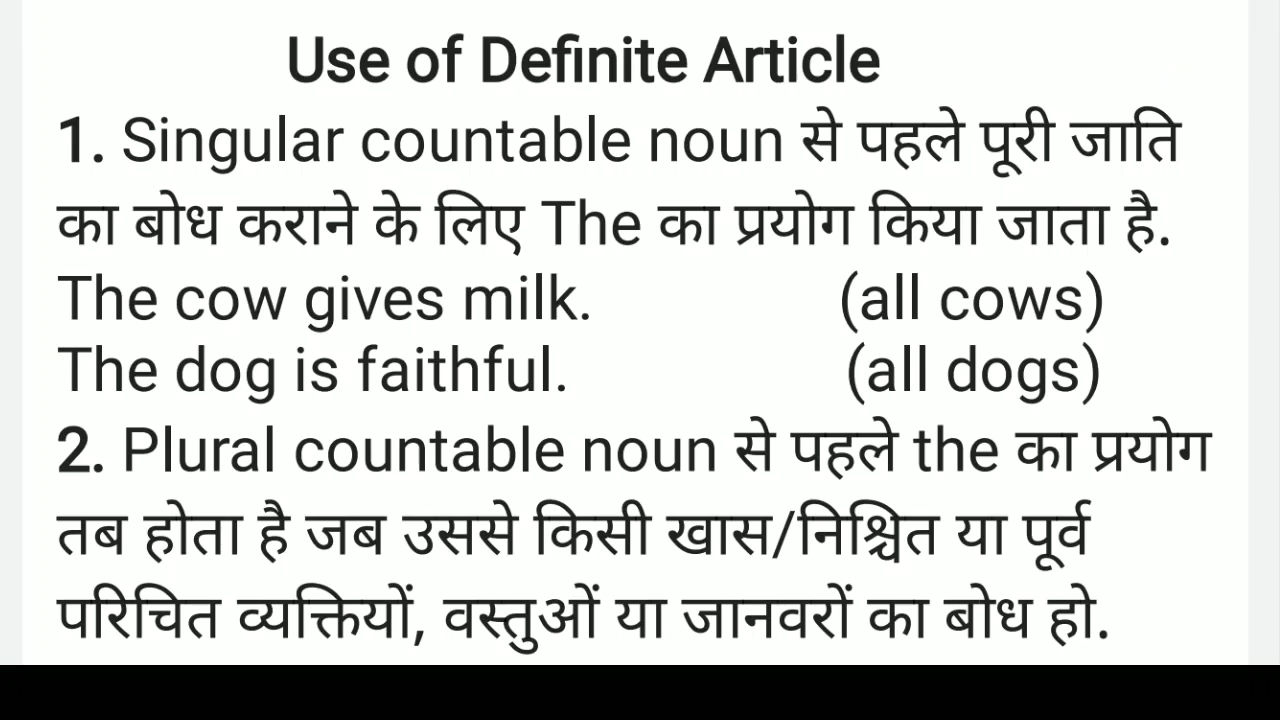 Use of Definite Article
1. Singular countable noun से पहले पूरी जाति
का बोध कराने के लिए The का प्रयोग किया जाता है.
The cow gives milk. (all cows)
The dog is faithful. (all dogs)
2. Plural countable noun से पहले the का प्रयोग
तब होता है जब उससे किसी खास/निश्चित या पूर्व
परिचित व्यक्तियों, वस्तुओं या जानवरों का बोध हो.